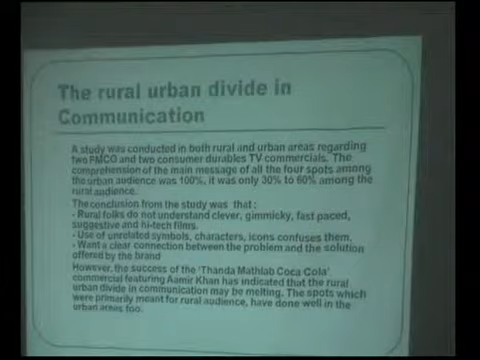 The rural urban divide in
Communication
A study was conducted in both rural and urban areas regarding
two FMCG and two consumer durables TV commercials. The
comprehension of the main message of all the four spots among
the urban audience was 100%, it was only 30% to 60% among the
rural audience.
The conclusion from the study was that :
- Rural folks do not understand clever, gimmicky, fast paced,
suggestive and hi-tech films.
- Use of unrelated symbols, characters, icons confuses them,
- Want a clear connection between the problem and the solution
offered by the brand
However, the success of the 'Thanda Mathlab Coca Cola'
commercial featuring Aamir Khan has indicated that the rural
urban divide in communication may be melting. The spots which
were primarily meant for rural audience, have done well in the
urban areas too.